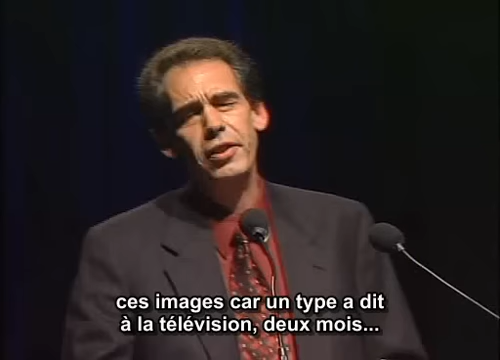 ces images car un type a dit
à la télévision, deux mois...